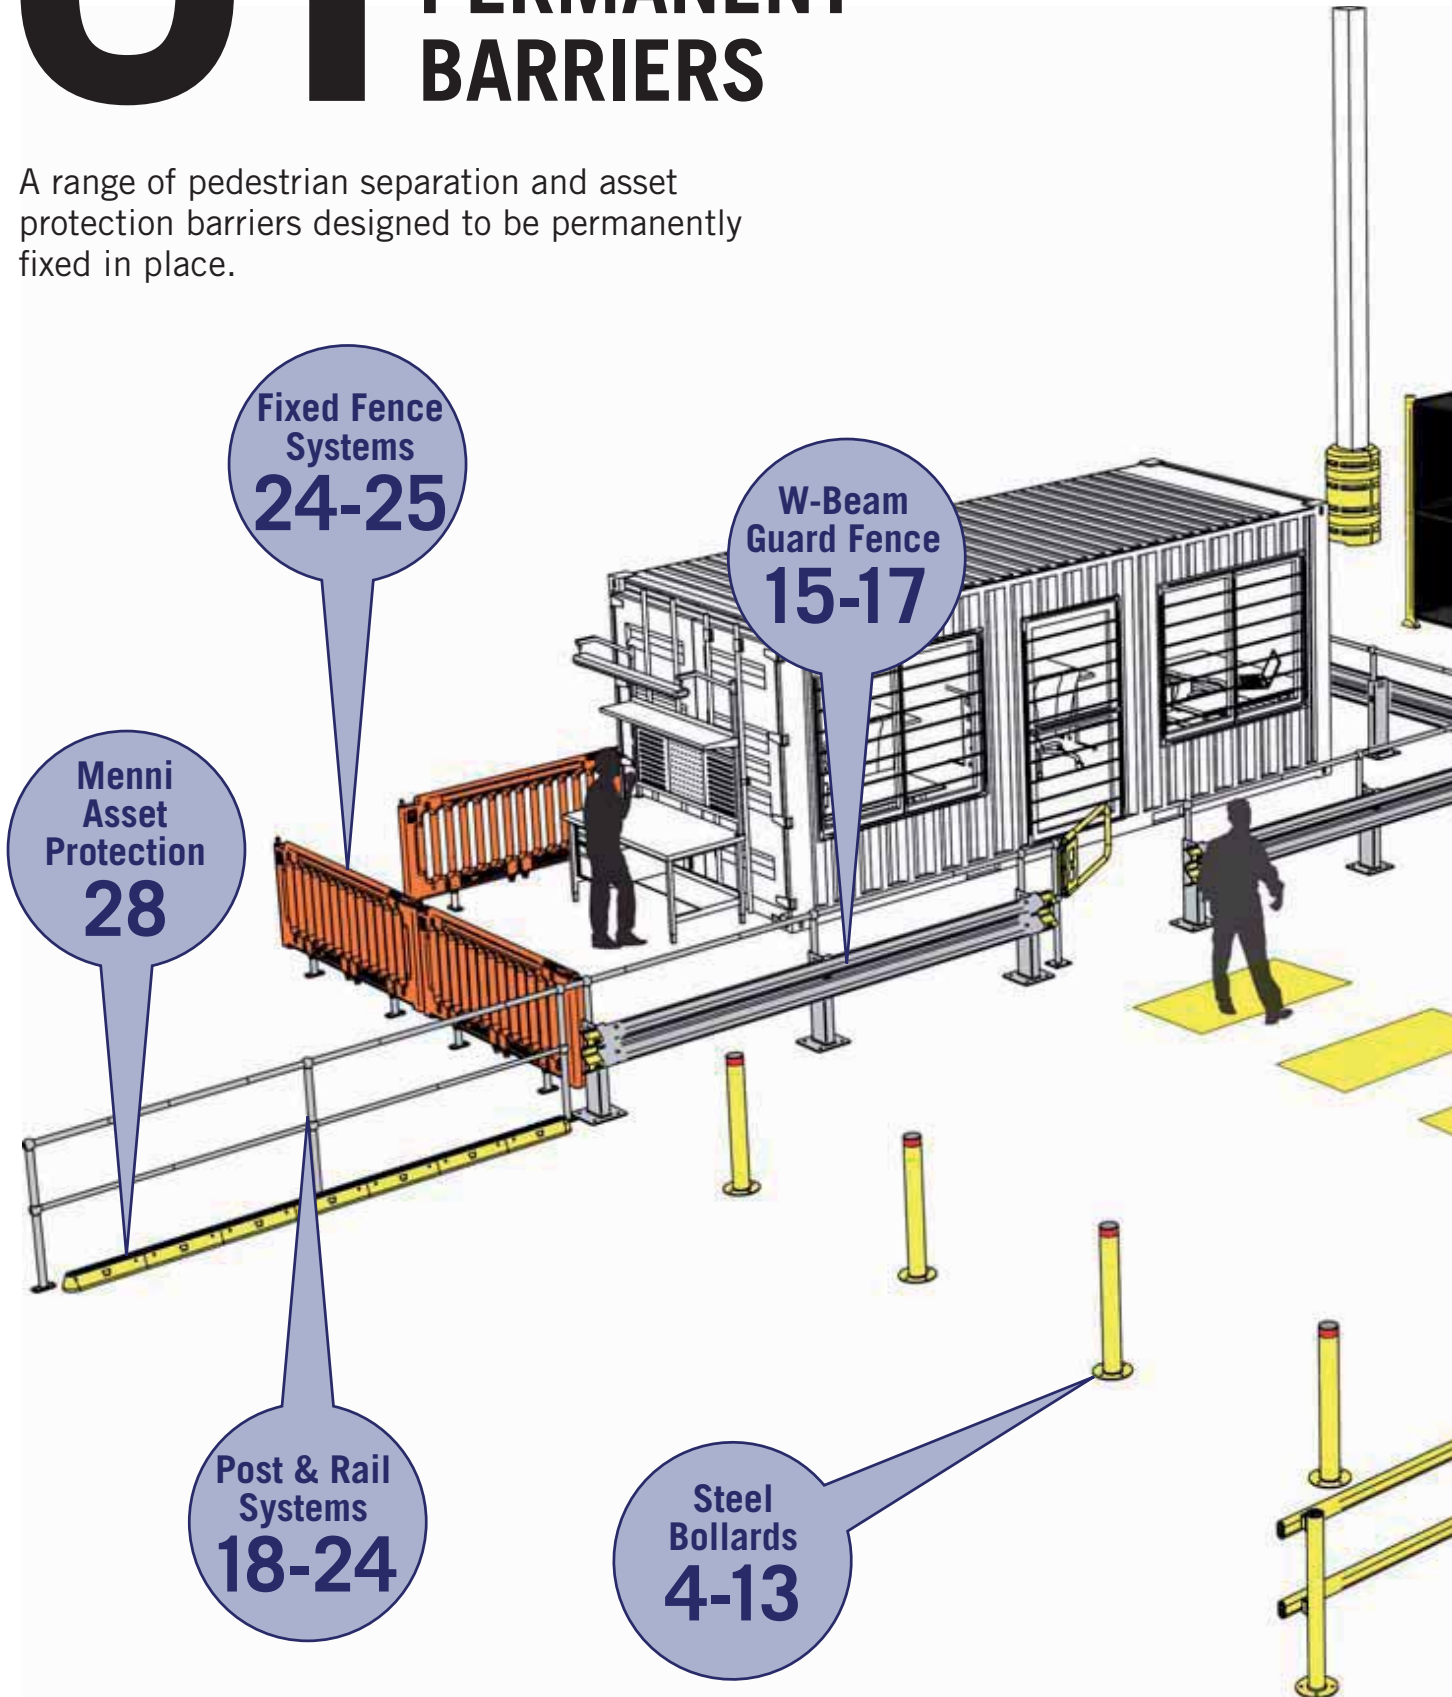 01
PERMANENT
BARRIERS
A range of pedestrian separation and asset
protection barriers designed to be permanently
fixed in place.
Fixed Fence
Systems
24-25
W-Beam
Guard Fence
15-17
Menni
Asset
Protection
28
Post & Rail
Systems
18-24
Steel
Bollards
4-13